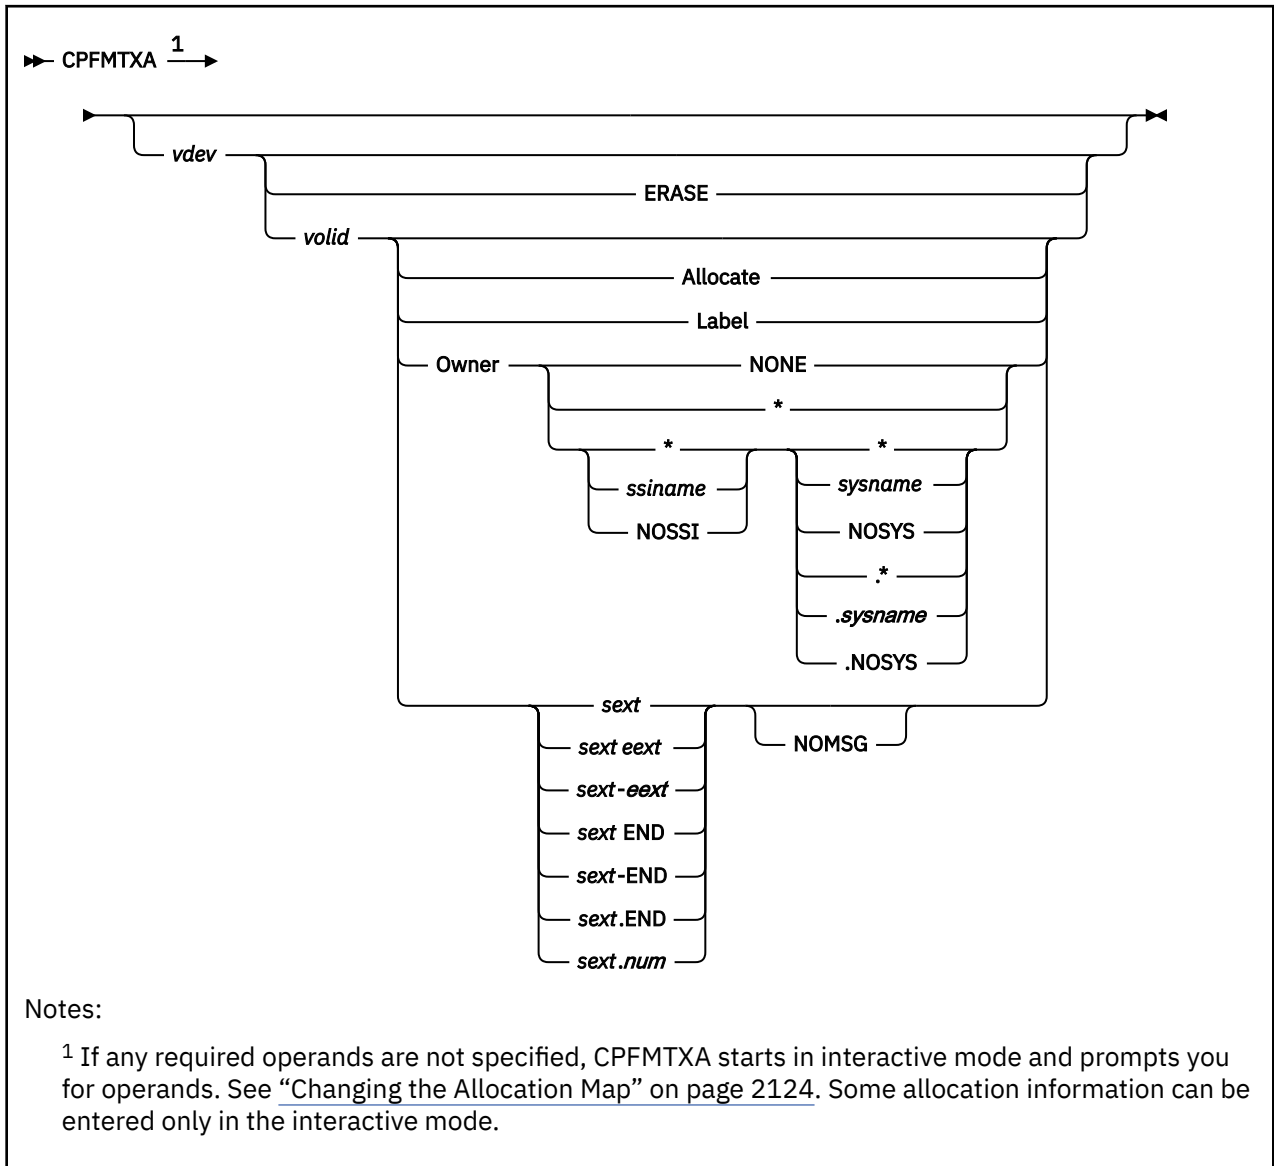 1
CPFMTXA
vdev
ERASE
volid
Allocate
Label
Owner NONE
*
* *
ssiname sysname
NOSSI NOSYS
.*
.sysname
.NOSYS
sext
sext eext NOMSG
sext-eext
sext END
sext-END
sext.END
sext.num
Notes:
1 If any required operands are not specified, CPFMTXA starts in interactive mode and prompts you
for operands. See “Changing the Allocation Map” on page 2124. Some allocation information can be
entered only in the interactive mode.